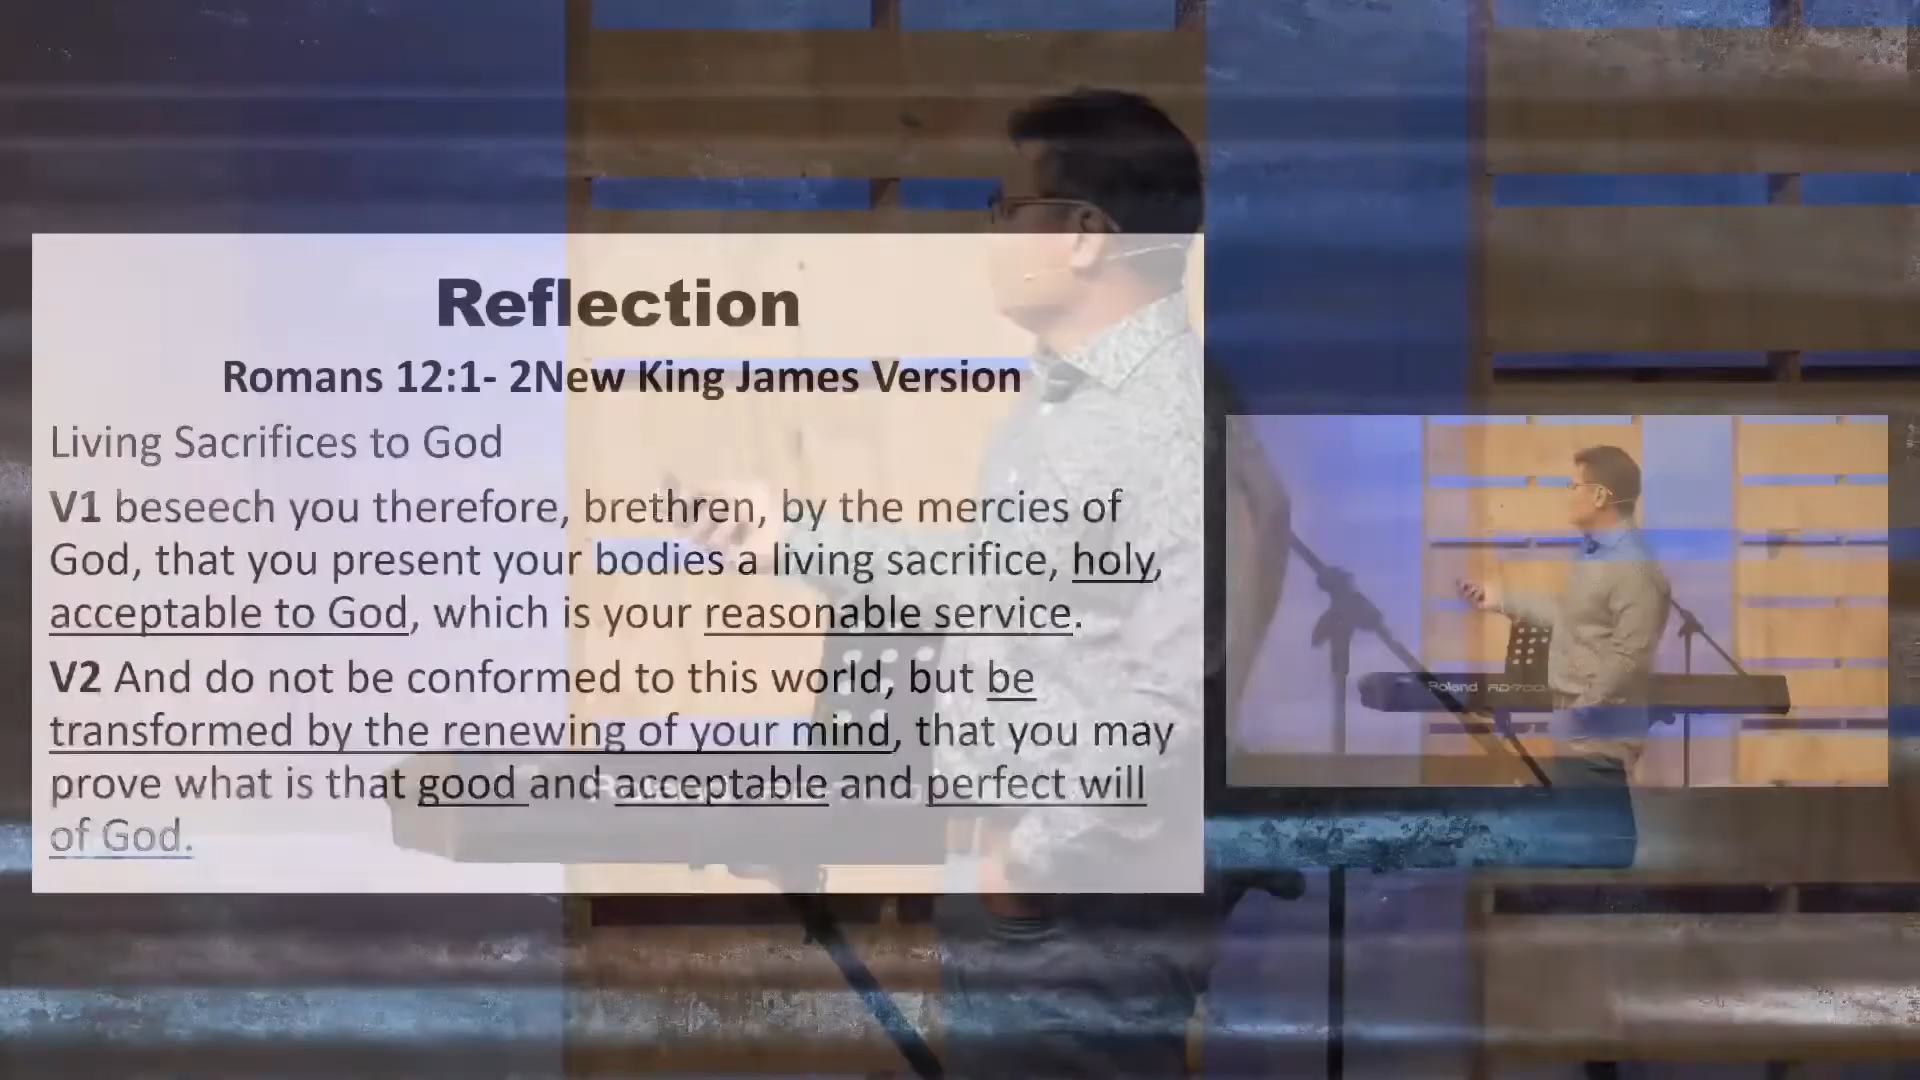 Reflection
Romans 12:1- 2New King James Version
Living Sacrifices to God
V1 beseech you therefore, brethren, by the mercies of
God, that you present your bodies a living sacrifice, holy,
acceptable to God, which is your reasonable service.
V2 And do not be conformed to this world, but be
transformed by the renewing of your mind, that you may
prove what is that good and acceptable and perfect will
of God.
Roland RD-700